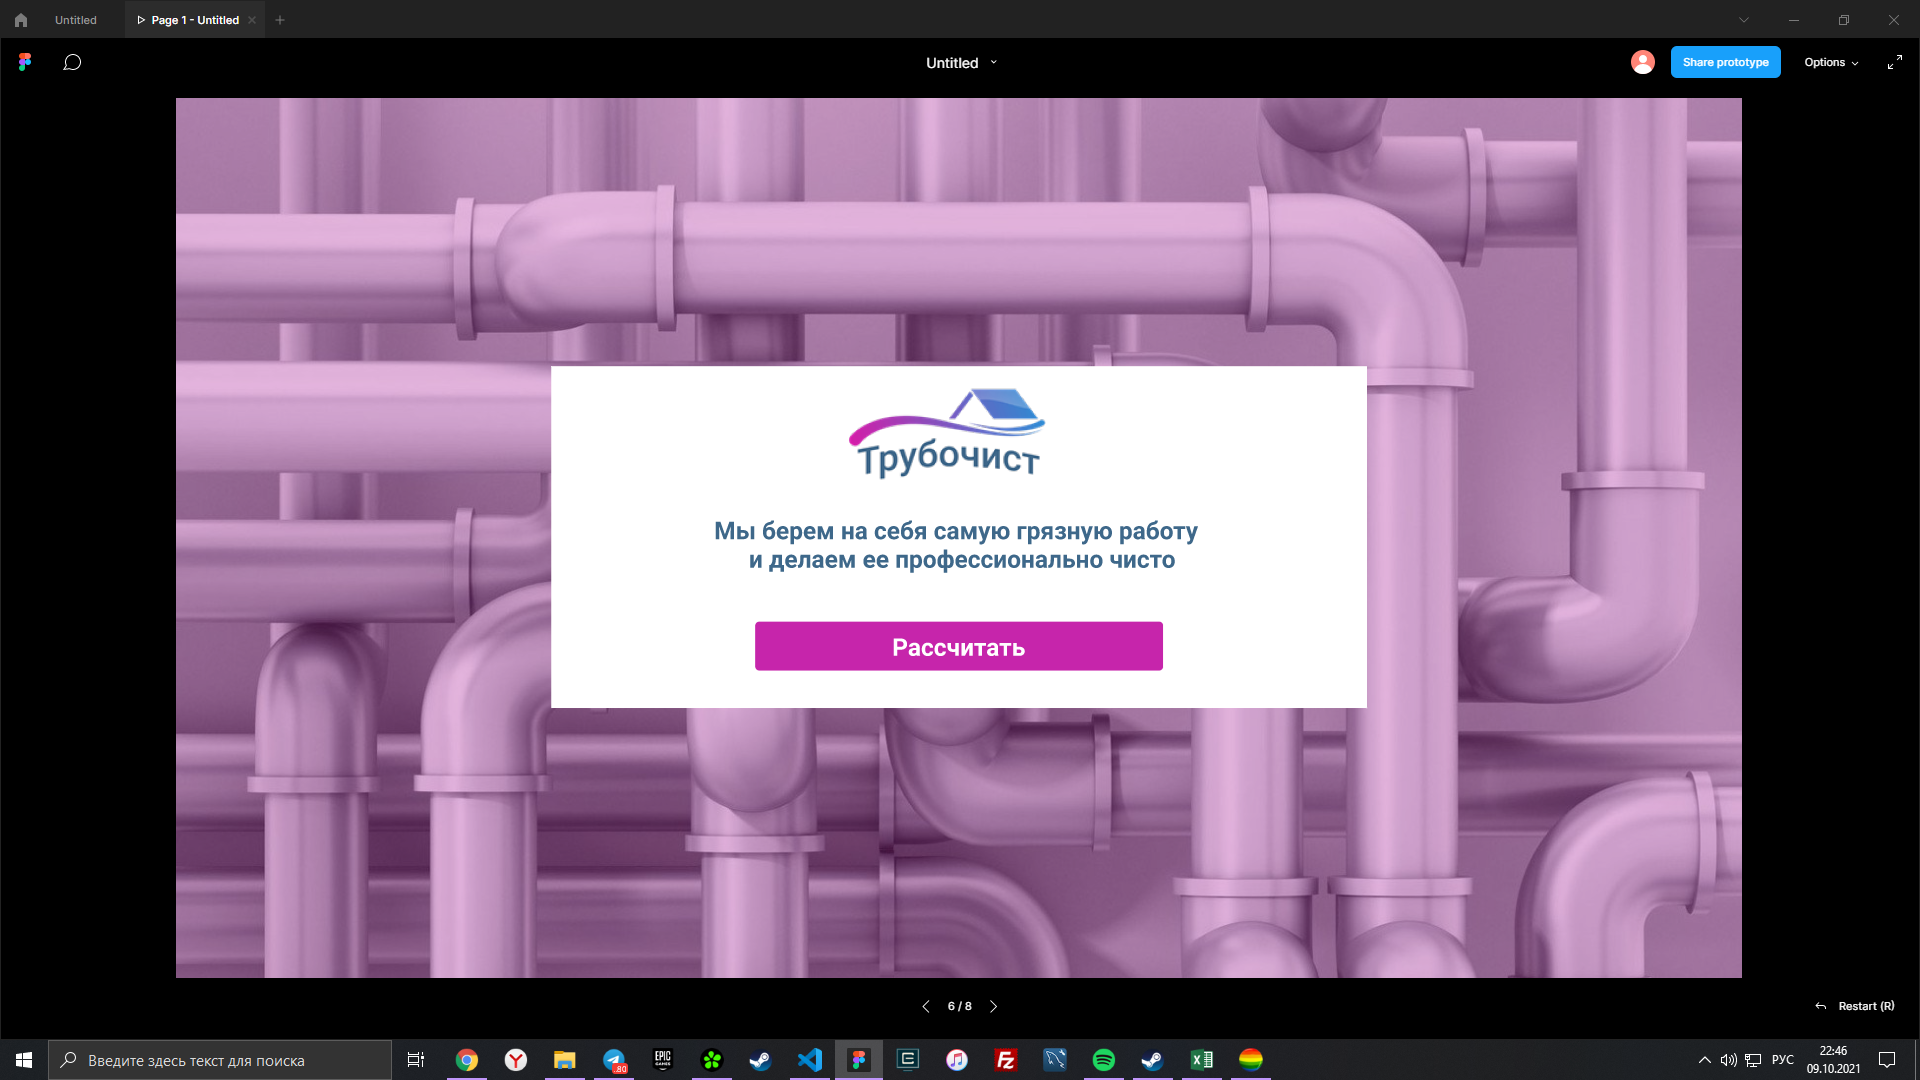 Untitled
Page 1 - Untitled
Untitled
Share prototype
Options
Трубочист
Мы берем на себя самую грязную работу
и делаем ее профессионально чисто
Рассчитать
6 / 8
Restart (R)
Введите здесь текст для поиска
80
EPIC
GAMES
РУС
22:46
09.10.2021